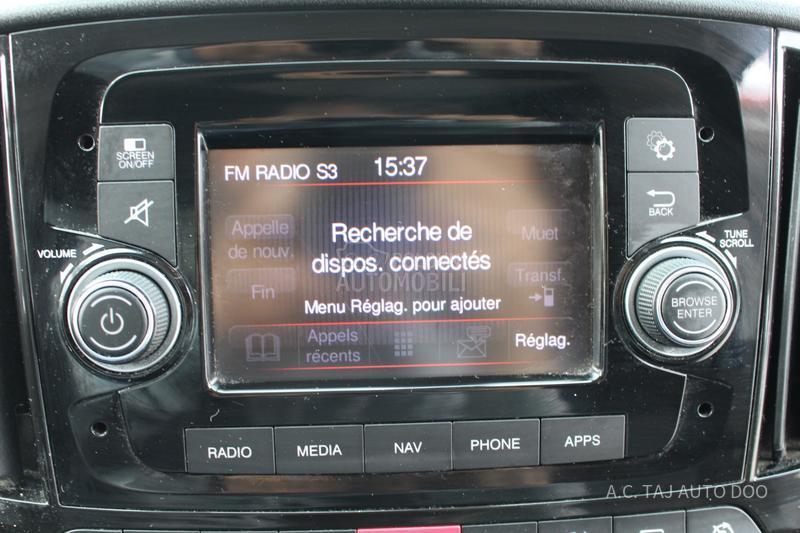 SCREEN
ON/OFF
FM RADIO S3 15:37
BACK
Appelle
de nouv.
Recherche de
dispos. connectés
Muet
VOLUME
TUNE
SCROLL
Fin
AUTOMOBILI
Transf.
Menu Réglag. pour ajouter
BROWSE
ENTER
Appels
récents
Réglag.
RADIO MEDIA NAV PHONE APPS
A.C. TAJ AUTO DOO